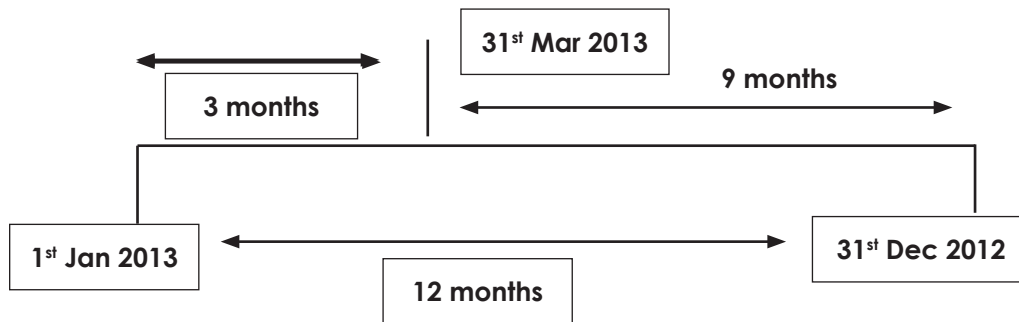 31st Mar 2013
9 months
3 months
1st Jan 2013
31st Dec 2012
12 months